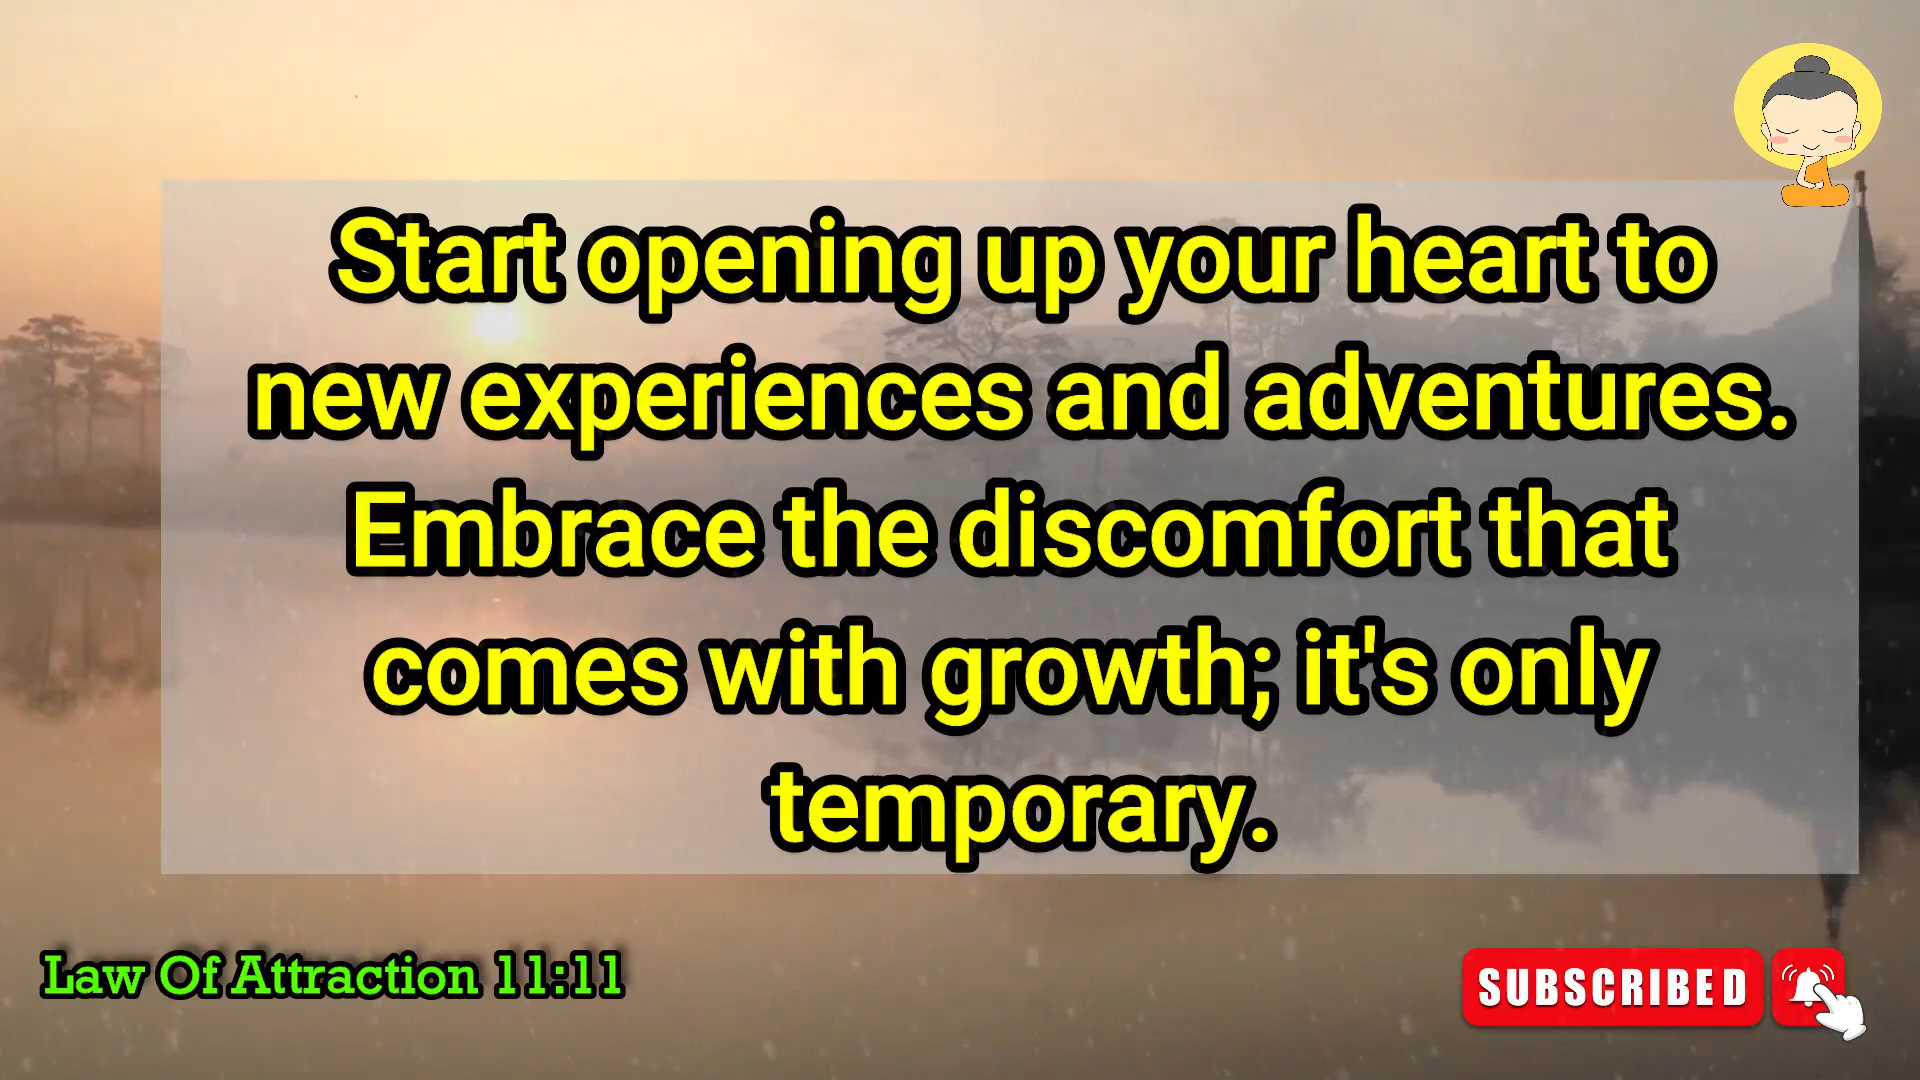 Start opening up your heart to
new experiences and adventures.
Embrace the discomfort that
comes with growth; it's only
temporary.
Law Of Attraction 11:11
SUBSCRIBED